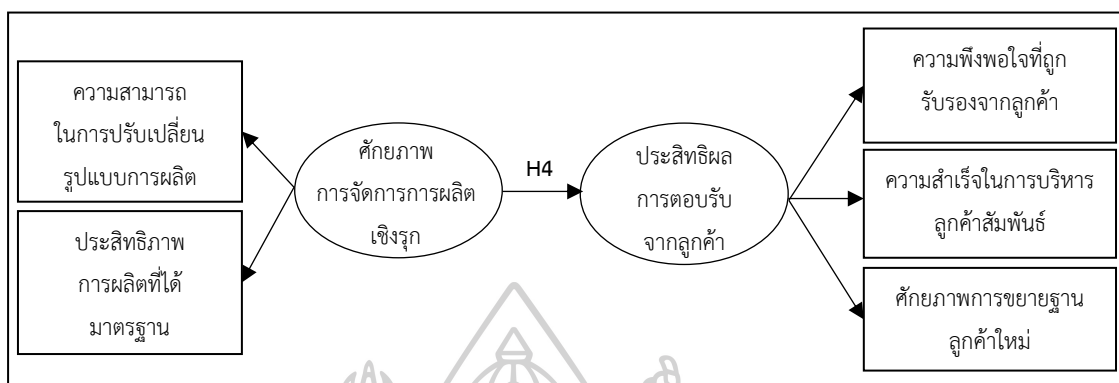 ความสามารถ
ในการปรับเปลี่ยน
รูปแบบการผลิต
ประสิทธิภาพ
การผลิตที่ได้
มาตรฐาน
ศักยภาพ
การจัดการการผลิต
เชิงรุก
H4
ประสิทธิผล
การตอบรับ
จากลูกค้า
ความพึงพอใจที่ถูก
รับรองจากลูกค้า
ความสำเร็จในการบริหาร
ลูกค้าสัมพันธ์
ศักยภาพการขยายฐาน
ลูกค้าใหม่